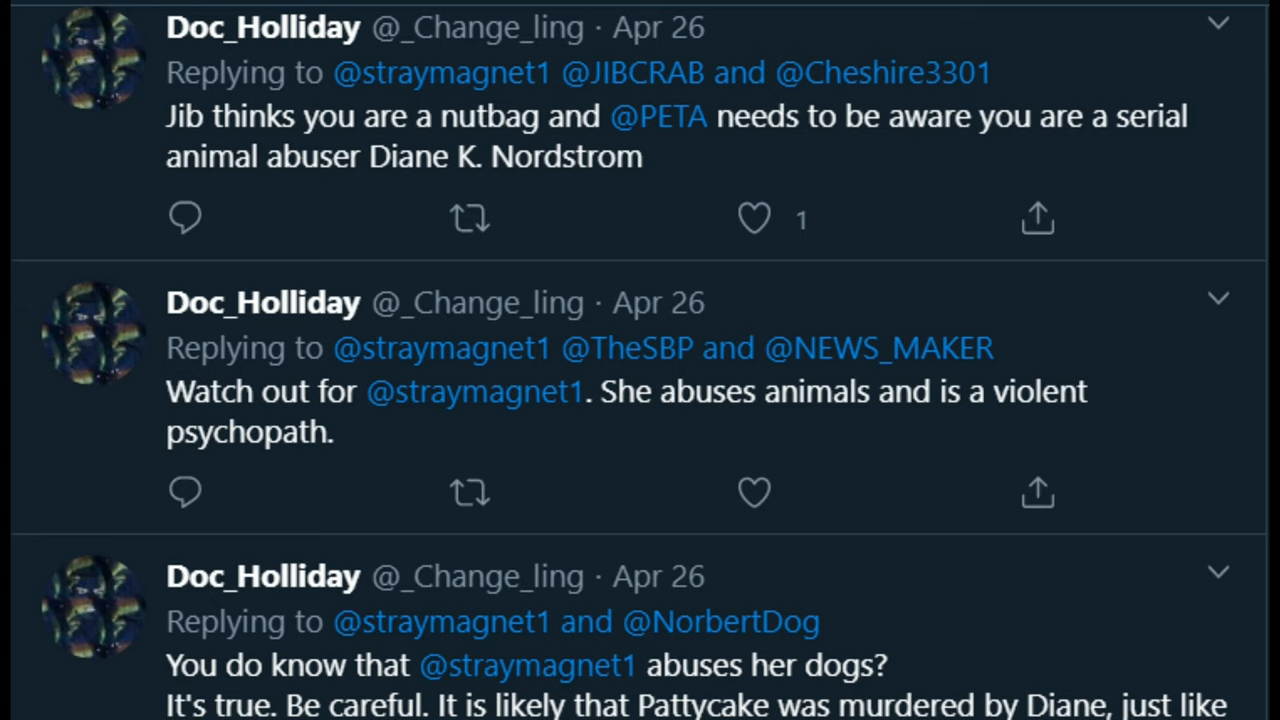 Doc_Holliday @_Change_ling · Apr 26
Replying to @straymagnet1 @JIBCRAB and @Cheshire3301
Jib thinks you are a nutbag and @PETA needs to be aware you are a serial
animal abuser Diane K. Nordstrom
1
Doc_Holliday @_Change_ling · Apr 26
Replying to @straymagnet1 @TheSBP and @NEWS_MAKER
Watch out for @straymagnet1. She abuses animals and is a violent
psychopath.
Doc_Holliday @_Change_ling · Apr 26
Replying to @straymagnet1 and @NorbertDog
You do know that @straymagnet1 abuses her dogs?
It's true. Be careful. It is likely that Pattycake was murdered by Diane, just like